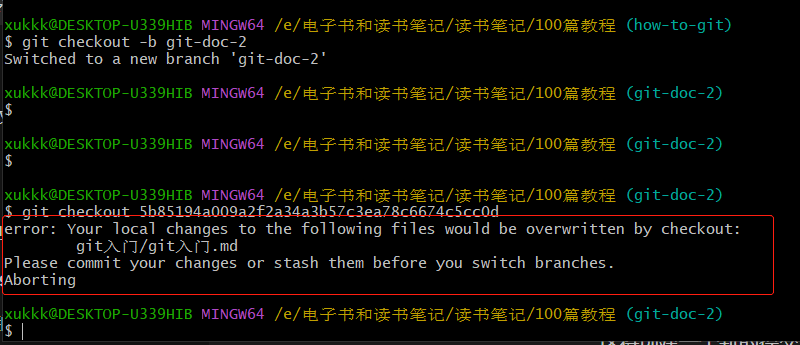 xukkk@DESKTOP-U339HIB MINGW64 /e/电子书和读书笔记/读书笔记/100篇教程 (how-to-git)
$ git checkout -b git-doc-2
Switched to a new branch 'git-doc-2'
xukkk@DESKTOP-U339HIB MINGW64 /e/电子书和读书笔记/读书笔记/100篇教程 (git-doc-2)
$
xukkk@DESKTOP-U339HIB MINGW64 /e/电子书和读书笔记/读书笔记/100篇教程 (git-doc-2)
$
xukkk@DESKTOP-U339HIB MINGW64 /e/电子书和读书笔记/读书笔记/100篇教程 (git-doc-2)
$ git checkout 5b85194a009a2f2a34a3b57c3ea78c6674c5cc0d
error: Your local changes to the following files would be overwritten by checkout:
git入门/git入门.md
Please commit your changes or stash them before you switch branches.
Aborting
xukkk@DESKTOP-U339HIB MINGW64 /e/电子书和读书笔记/读书笔记/100篇教程 (git-doc-2)
$